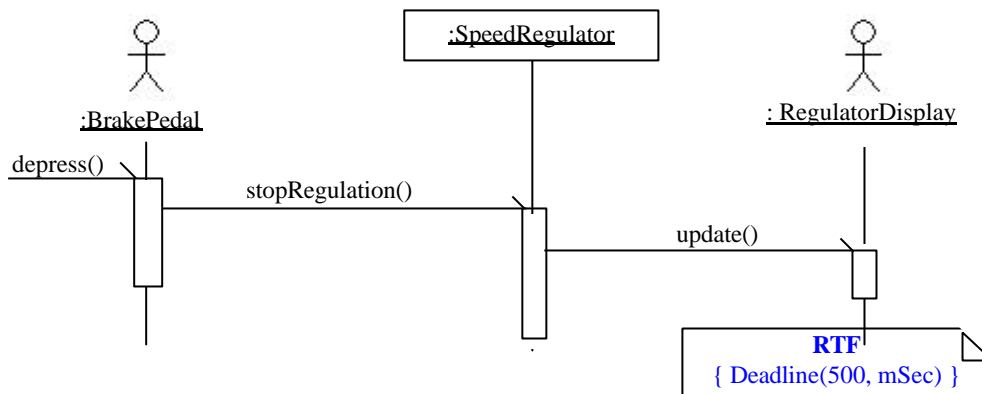 :SpeedRegulator
:BrakePedal
: RegulatorDisplay
depress()
stopRegulation()
update()
RTF
{ Deadline(500, mSec) }